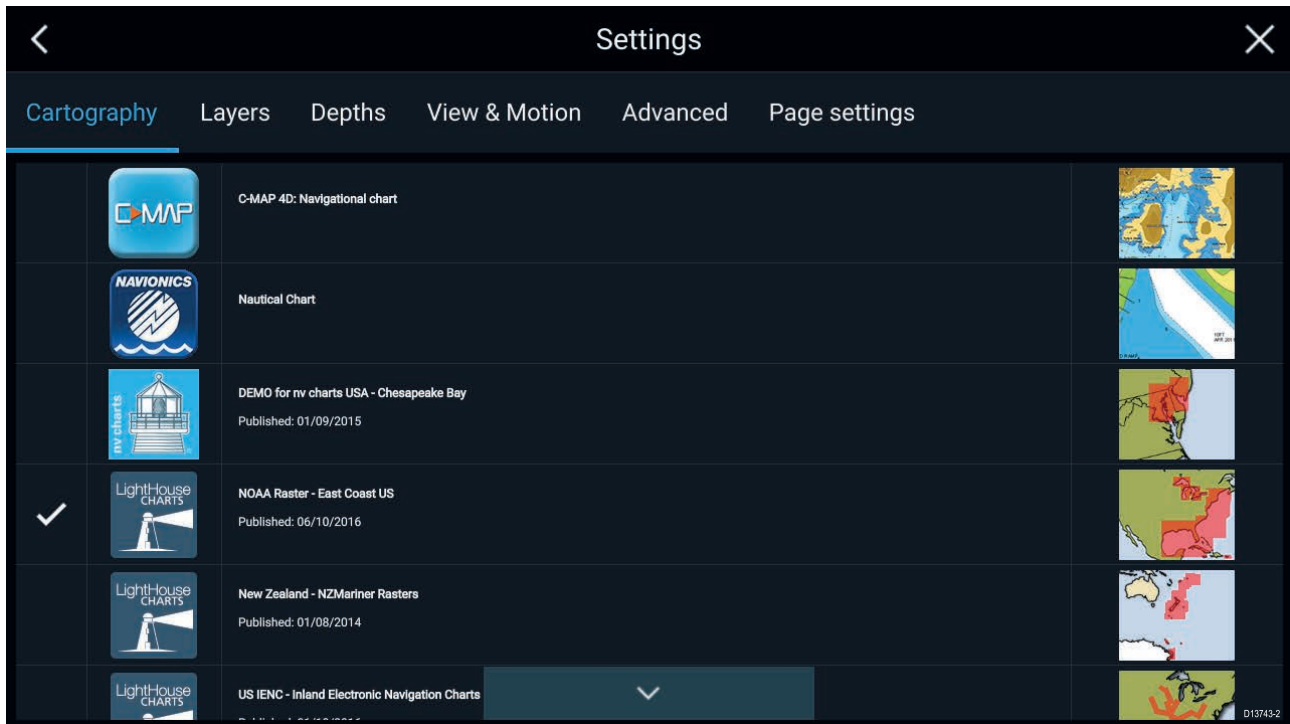 Settings
Cartography Layers Depths View & Motion Advanced Page settings
C-MAP
C-MAP 4D: Navigational chart
NAVIONICS
Nautical Chart
nv charts
DEMO for nv charts USA - Chesapeake Bay
Published: 01/09/2015
LightHouse
CHARTS
NOAA Raster - East Coast US
Published: 06/10/2016
LightHouse
CHARTS
New Zealand - NZMariner Rasters
Published: 01/08/2014
LightHouse
CHARTS
US IENC - Inland Electronic Navigation Charts
D13743-2